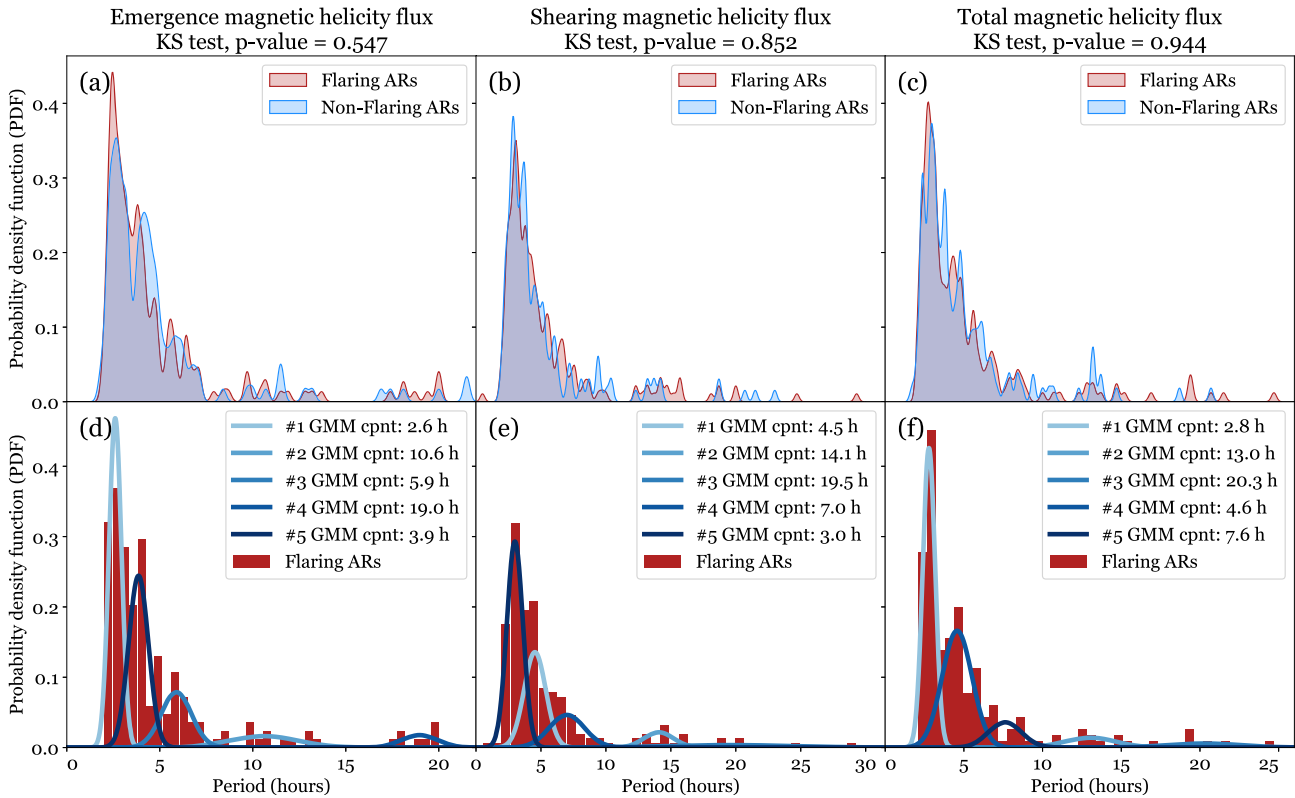 Emergence magnetic helicity flux
KS test, p-value = 0.547
Shearing magnetic helicity flux
KS test, p-value = 0.852
Total magnetic helicity flux
KS test, p-value = 0.944
Probability density function (PDF)
0.4
0.3
0.2
0.1
0.0
(a)
Flaring ARs
Non-Flaring ARs
(b)
Flaring ARs
Non-Flaring ARs
(c)
Flaring ARs
Non-Flaring ARs
Probability density function (PDF)
0.4
0.3
0.2
0.1
0.0
(d)
#1 GMM cpnt: 2.6 h
#2 GMM cpnt: 10.6 h
#3 GMM cpnt: 5.9 h
#4 GMM cpnt: 19.0 h
#5 GMM cpnt: 3.9 h
Flaring ARs
(e)
#1 GMM cpnt: 4.5 h
#2 GMM cpnt: 14.1 h
#3 GMM cpnt: 19.5 h
#4 GMM cpnt: 7.0 h
#5 GMM cpnt: 3.0 h
Flaring ARs
(f)
#1 GMM cpnt: 2.8 h
#2 GMM cpnt: 13.0 h
#3 GMM cpnt: 20.3 h
#4 GMM cpnt: 4.6 h
#5 GMM cpnt: 7.6 h
Flaring ARs
0 5 10 15 20
0 5 10 15 20 25 30
0 5 10 15 20 25
Period (hours)
Period (hours)
Period (hours)